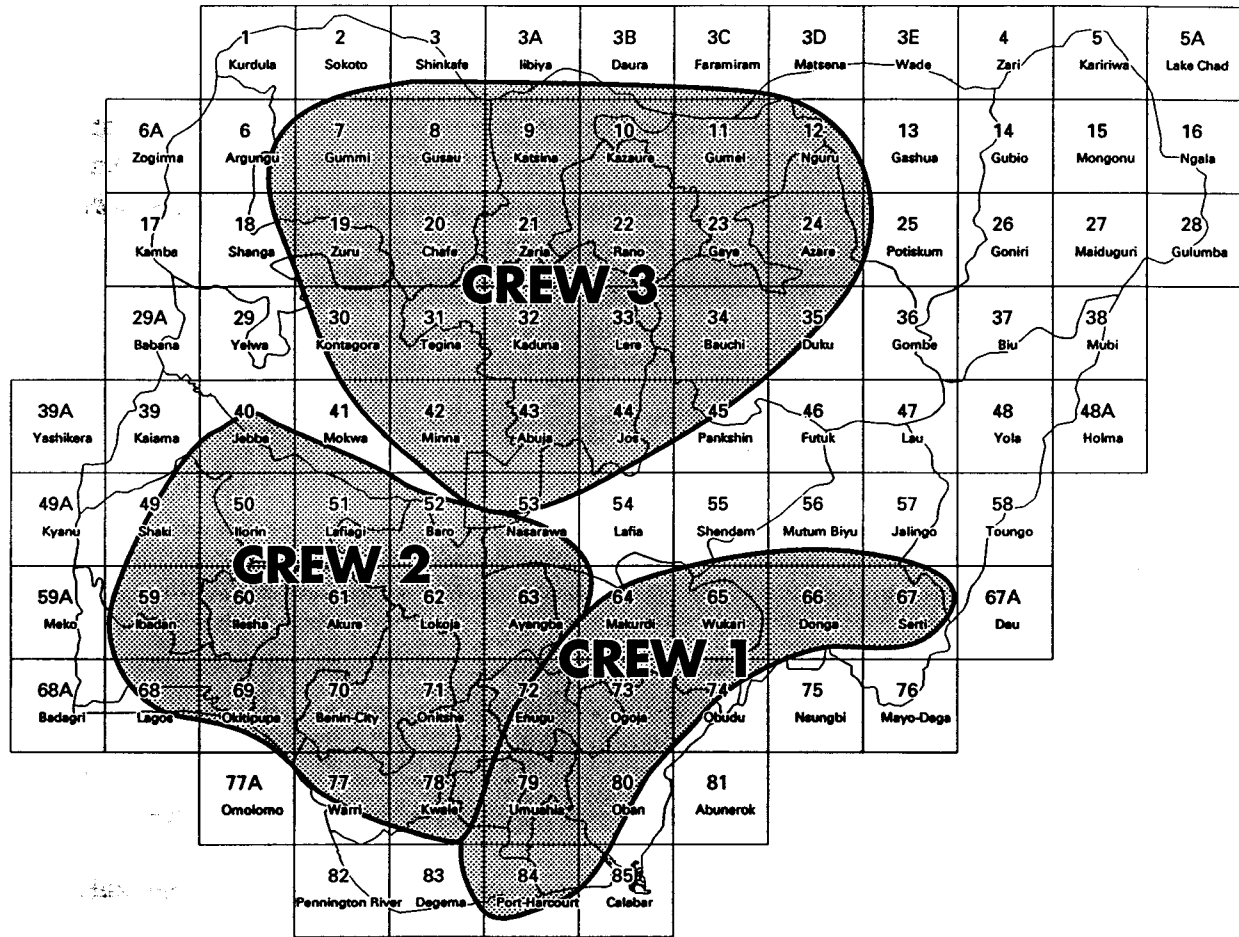 1 2 3 3A 3B 3C 3D 3E 4 5 5A
Kurdula Sokoto Shinkafe Iibiya Daura Faramiram Matsena Wade Zari Karirwa Lake Chad
6A 6 7 8 9 10 11 12 13 14 15 16
Zogirma Argungu Gummi Gusau Katsina Kazaure Gumel Nguru Gashua Gubio Mongonu Ngala
17 18 19 20 21 22 23 24 25 26 27 28
Kamba Shanga Zuru Chafe Zaria Rano Gaya Azara Potiskum Goniri Maiduguri Gulumba
CREW 3
29A 29 30 31 32 33 34 35 36 37 38
Babana Yelwa Kontagora Tegina Kaduna Lere Bauchi Duku Gombe Biu Mubi
39A 39 40 41 42 43 44 45 46 47 48 48A
Yashikera Kaiama Jebba Mokwa Minna Abuja Jos Pankshin Futuk Lau Yola Holma
49A 49 50 51 52 53 54 55 56 57 58
Kyanu Shaki Ilorin Lafiagi Baro Nasarawa Lafia Shendam Mutum Biyu Jalingo Toungo
CREW 2
59A 59 60 61 62 63 64 65 66 67 67A
Meko Ibadan Ilesha Akure Lokoja Ayangba Makurdi Wukari Donga Serti Dau
CREW 1
68A 68 69 70 71 72 73 74 75 76
Badagri Lagos Okitipupa Benin-City Onitsha Enugu Ogoja Obudu Nsungbi Mayo-Daga
77A 77 78 79 80 81
Omolomo Warri Kwale Umuahia Oban Abunerok
82 83 84 85
Pennington River Degema Port-Harcourt Calabar